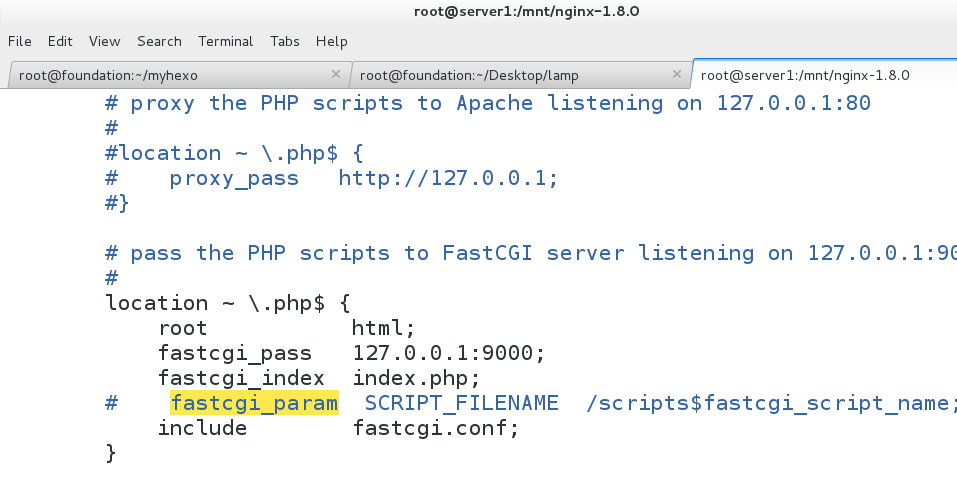 root@server1:/mnt/nginx-1.8.0
File Edit View Search Terminal Tabs Help
root@foundation:~/myhexo × root@foundation:~/Desktop/lamp × root@server1:/mnt/nginx-1.8.0
# proxy the PHP scripts to Apache listening on 127.0.0.1:80
#
#location ~ \.php$ {
#    proxy_pass   http://127.0.0.1;
#}
# pass the PHP scripts to FastCGI server listening on 127.0.0.1:90
#
location ~ \.php$ {
    root           html;
    fastcgi_pass   127.0.0.1:9000;
    fastcgi_index  index.php;
#    fastcgi_param  SCRIPT_FILENAME  /scripts$fastcgi_script_name;
    include        fastcgi.conf;
}